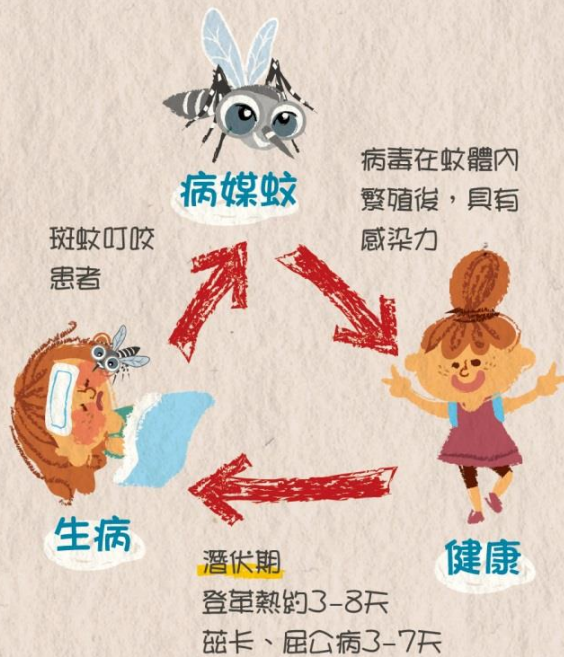 病媒蚊
病毒在蚊體內
繁殖後，具有
感染力
斑蚊叮咬
患者
生病
健康
潛伏期
登革熱約3-8天
茲卡、屈公病3-7天